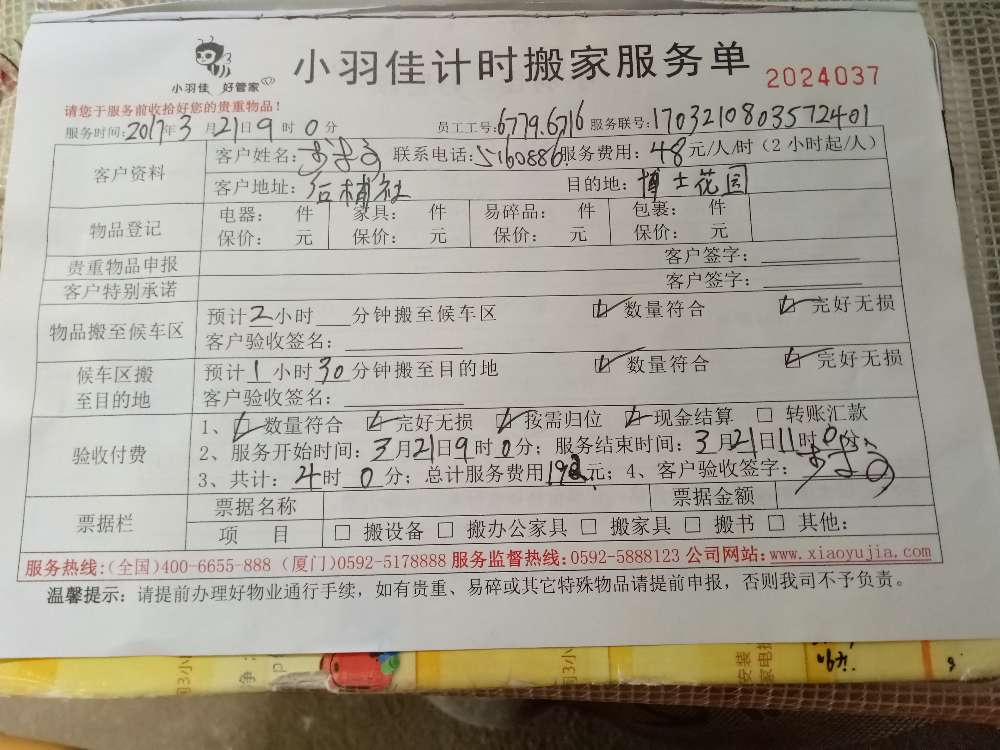 小羽佳 好管家
小羽佳计时搬家服务单 2024037
请您于服务前收拾好您的贵重物品!
服务时间:2017年3月21日9时0分 员工工号:6779.6716 服务联号:1703210803572401
客户资料 客户姓名: 联系电话:5160886 服务费用:48元/人/时(2小时起/人)
客户地址:石埔社 目的地:博士花园
物品登记 电器: 件 家具: 件 易碎品: 件 包裹: 件
保价: 元 保价: 元 保价: 元 保价: 元
贵重物品申报 客户签字:
客户特别承诺 客户签字:
物品搬至候车区 预计2小时 分钟搬至候车区 ☑ 数量符合 ☑ 完好无损
客户验收签名:
候车区搬至目的地 预计1小时30分钟搬至目的地 ☑ 数量符合 ☑ 完好无损
客户验收签名:
验收付费 1、☑ 数量符合 ☑ 完好无损 ☑ 按需归位 ☑ 现金结算 □ 转账汇款
2、服务开始时间:3月21日9时0分;服务结束时间:3月21日11时0分;
3、共计:4时0分;总计服务费用192元;4、客户验收签字:
票据栏 票据名称 票据金额
项 目 □ 搬设备 □ 搬办公家具 □ 搬家具 □ 搬书 □ 其他:
服务热线:(全国)400-6655-888 (厦门)0592-5178888 服务监督热线:0592-5888123 公司网站:www.xiaoyujia.com
温馨提示:请提前办理好物业通行手续,如有贵重、易碎或其它特殊物品请提前申报,否则我司不予负责。